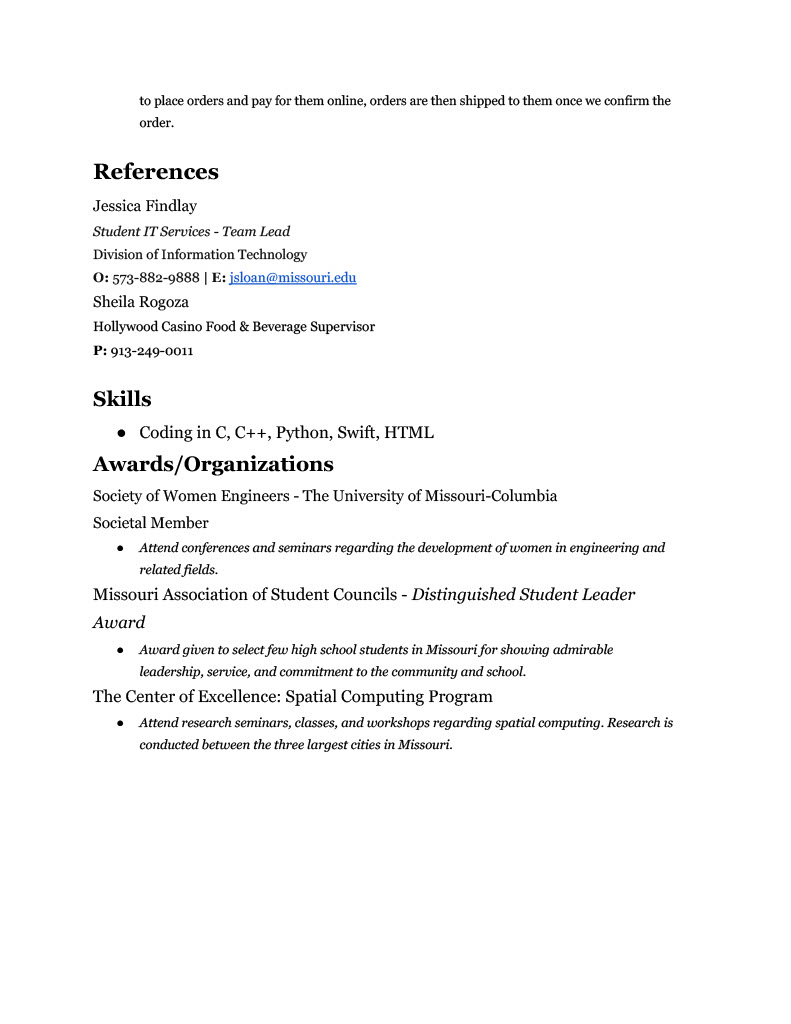 to place orders and pay for them online, orders are then shipped to them once we confirm the
order.
References
Jessica Findlay
Student IT Services - Team Lead
Division of Information Technology
O: 573-882-9888 | E: jsloan@missouri.edu
Sheila Rogoza
Hollywood Casino Food & Beverage Supervisor
P: 913-249-0011
Skills
● Coding in C, C++, Python, Swift, HTML
Awards/Organizations
Society of Women Engineers - The University of Missouri-Columbia
Societal Member
● Attend conferences and seminars regarding the development of women in engineering and
related fields.
Missouri Association of Student Councils - Distinguished Student Leader
Award
● Award given to select few high school students in Missouri for showing admirable
leadership, service, and commitment to the community and school.
The Center of Excellence: Spatial Computing Program
● Attend research seminars, classes, and workshops regarding spatial computing. Research is
conducted between the three largest cities in Missouri.